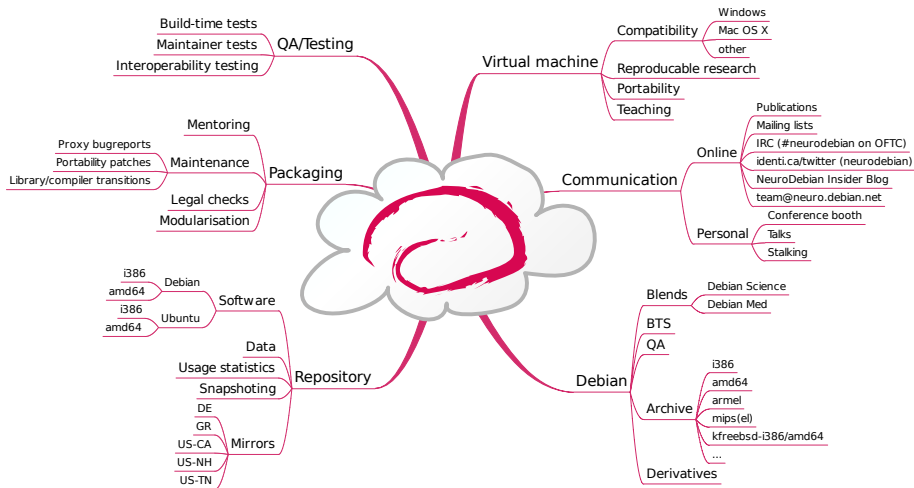 Build-time tests
Maintainer tests
Interoperability testing
QA/Testing
Virtual machine
Compatibility
Windows
Mac OS X
other
Reproducable research
Portability
Teaching
Mentoring
Proxy bugreports
Portability patches
Library/compiler transitions
Maintenance
Legal checks
Modularisation
Packaging
Communication
Online
Publications
Mailing lists
IRC (#neurodebian on OFTC)
identi.ca/twitter (neurodebian)
NeuroDebian Insider Blog
team@neuro.debian.net
Personal
Conference booth
Talks
Stalking
i386
amd64
Debian
i386
amd64
Ubuntu
Software
Data
Usage statistics
Snapshoting
DE
GR
US-CA
US-NH
US-TN
Mirrors
Repository
Debian
Blends
Debian Science
Debian Med
BTS
QA
Archive
i386
amd64
armel
mips(el)
kfreebsd-i386/amd64
...
Derivatives